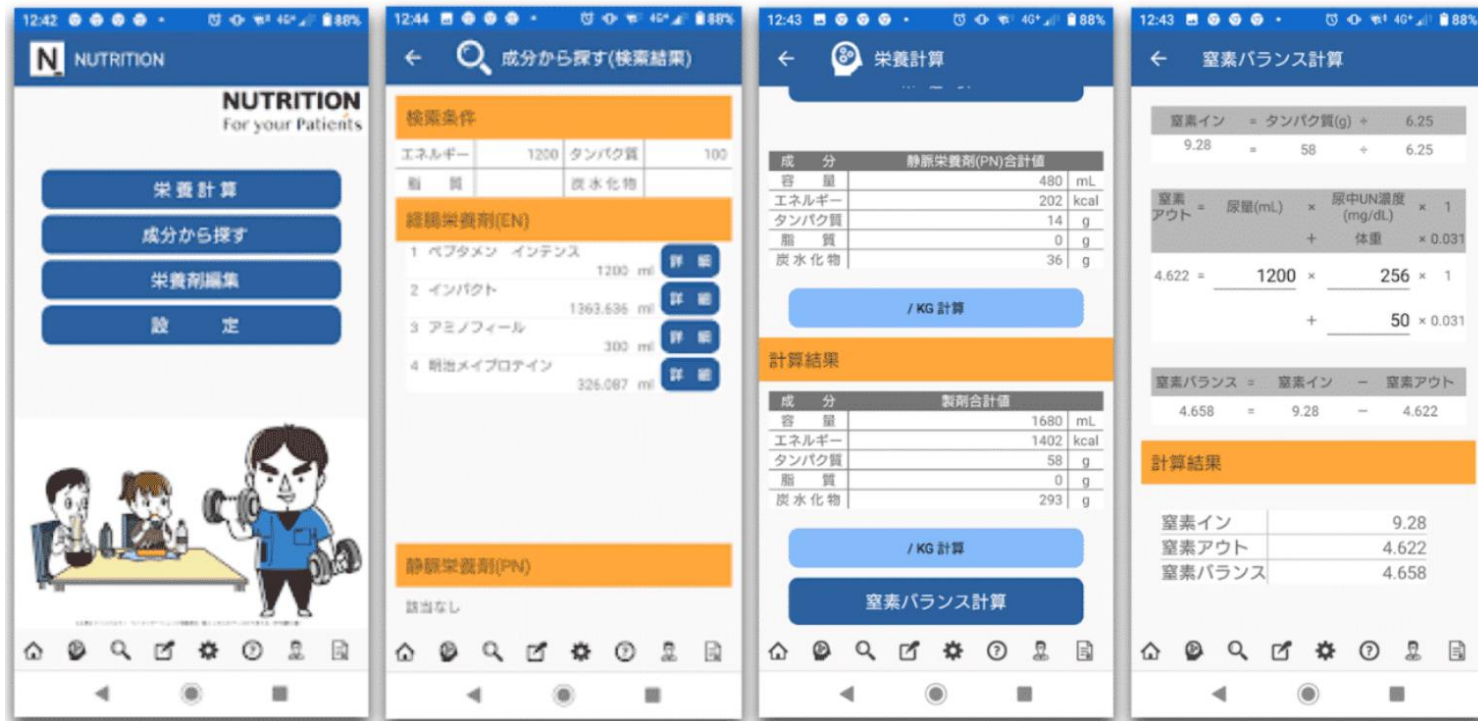 12:42 4G+ 88%
N NUTRITION
NUTRITION
For your Patients
栄養計算
成分から探す
栄養剤編集
設 定
12:44 4G+ 88%
成分から探す(検索結果)
検索条件
エネルギー 1200 タンパク質 100
脂 質 炭水化物
経腸栄養剤(EN)
1 ペプタメン インテンス
1200 ml 詳 細
2 インパクト
1363.636 ml 詳 細
3 アミノフィール
300 ml 詳 細
4 明治メイプロテイン
326.087 ml 詳 細
静脈栄養剤(PN)
該当なし
12:43 4G+ 88%
栄養計算
成 分 静脈栄養剤(PN)合計値
容 量 480 mL
エネルギー 202 kcal
タンパク質 14 g
脂 質 0 g
炭水化物 36 g
/ KG 計算
計算結果
成 分 製剤合計値
容 量 1680 mL
エネルギー 1402 kcal
タンパク質 58 g
脂 質 0 g
炭水化物 293 g
/ KG 計算
窒素バランス計算
12:43 4G+ 88%
窒素バランス計算
窒素イン = タンパク質(g) ÷ 6.25
9.28 = 58 ÷ 6.25
窒素アウト = 尿量(mL) × 尿中UN濃度(mg/dL) × 1
+ 体重 × 0.031
4.622 = 1200 × 256 × 1
+ 50 × 0.031
窒素バランス = 窒素イン − 窒素アウト
4.658 = 9.28 − 4.622
計算結果
窒素イン 9.28
窒素アウト 4.622
窒素バランス 4.658